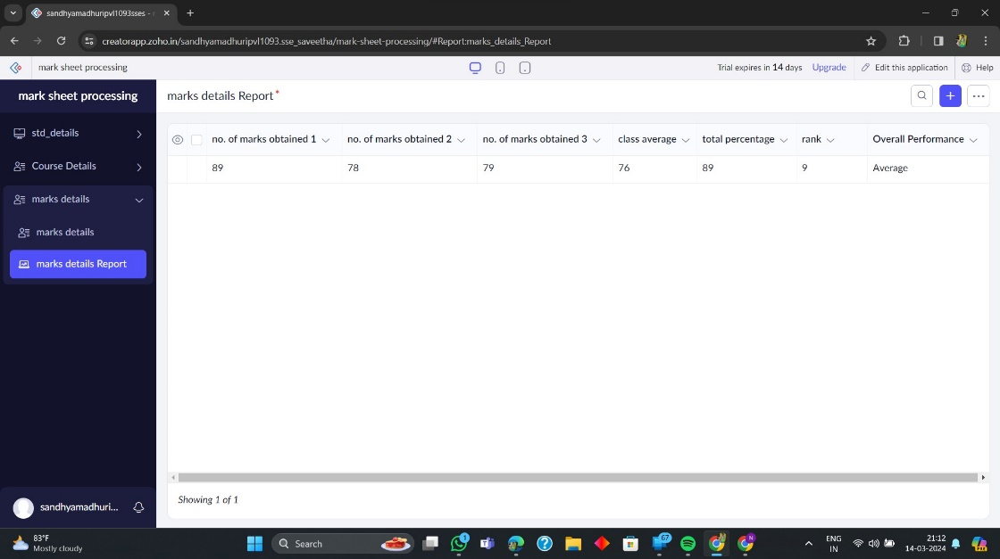 sandhyamadhuripvl1093sses -
creatorapp.zoho.in/sandhyamadhuripvl1093.sse_saveetha/mark-sheet-processing/#Report:marks_details_Report
mark sheet processing
Trial expires in 14 days Upgrade Edit this application Help
mark sheet processing
marks details Report*
std_details
Course Details
marks details
marks details
marks details Report
no. of marks obtained 1 no. of marks obtained 2 no. of marks obtained 3 class average total percentage rank Overall Performance
89 78 79 76 89 9 Average
Showing 1 of 1
sandhyamadhuri...
83°F
Mostly cloudy
Search
1
67
N
ENG
IN
21:12
14-03-2024